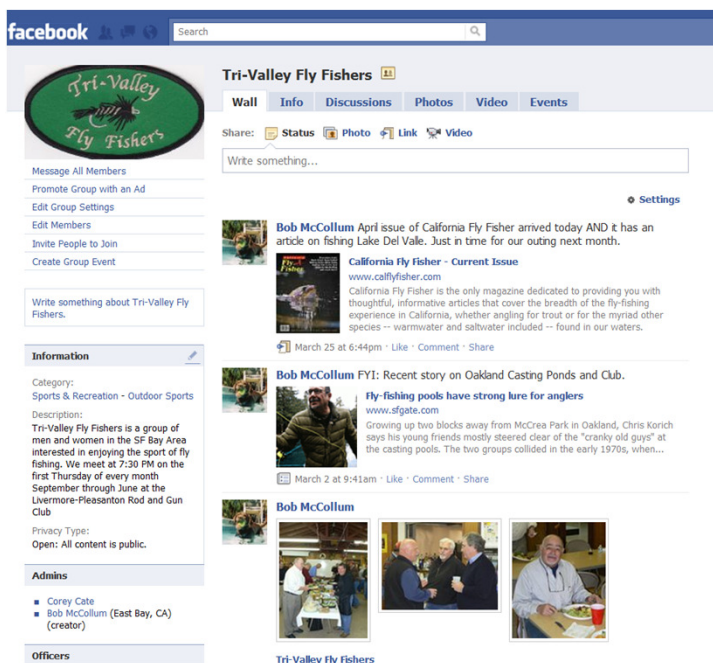 facebook
Search
Tri-Valley
Fly Fishers
Message All Members
Promote Group with an Ad
Edit Group Settings
Edit Members
Invite People to Join
Create Group Event
Write something about Tri-Valley Fly
Fishers.
Information
Category:
Sports & Recreation - Outdoor Sports
Description:
Tri-Valley Fly Fishers is a group of
men and women in the SF Bay Area
interested in enjoying the sport of fly
fishing. We meet at 7:30 PM on the
first Thursday of every month
September through June at the
Livermore-Pleasanton Rod and Gun
Club
Privacy Type:
Open: All content is public.
Admins
Corey Cate
Bob McCollum (East Bay, CA)
(creator)
Officers
Tri-Valley Fly Fishers
Wall Info Discussions Photos Video Events
Share: Status Photo Link Video
Write something...
Settings
Bob McCollum April issue of California Fly Fisher arrived today AND it has an
article on fishing Lake Del Valle. Just in time for our outing next month.
Fly
Fisher
California Fly Fisher - Current Issue
www.calflyfisher.com
California Fly Fisher is the only magazine dedicated to providing you with
thoughtful, informative articles that cover the breadth of the fly-fishing
experience in California, whether angling for trout or for the myriad other
species -- warmwater and saltwater included -- found in our waters.
March 25 at 6:44pm · Like · Comment · Share
Bob McCollum FYI: Recent story on Oakland Casting Ponds and Club.
Fly-fishing pools have strong lure for anglers
www.sfgate.com
Growing up two blocks away from McCrea Park in Oakland, Chris Korich
says his young friends mostly steered clear of the "cranky old guys" at
the casting pools. The two groups collided in the early 1970s, when...
March 2 at 9:41am · Like · Comment · Share
Bob McCollum
Tri-Valley Fly Fishers